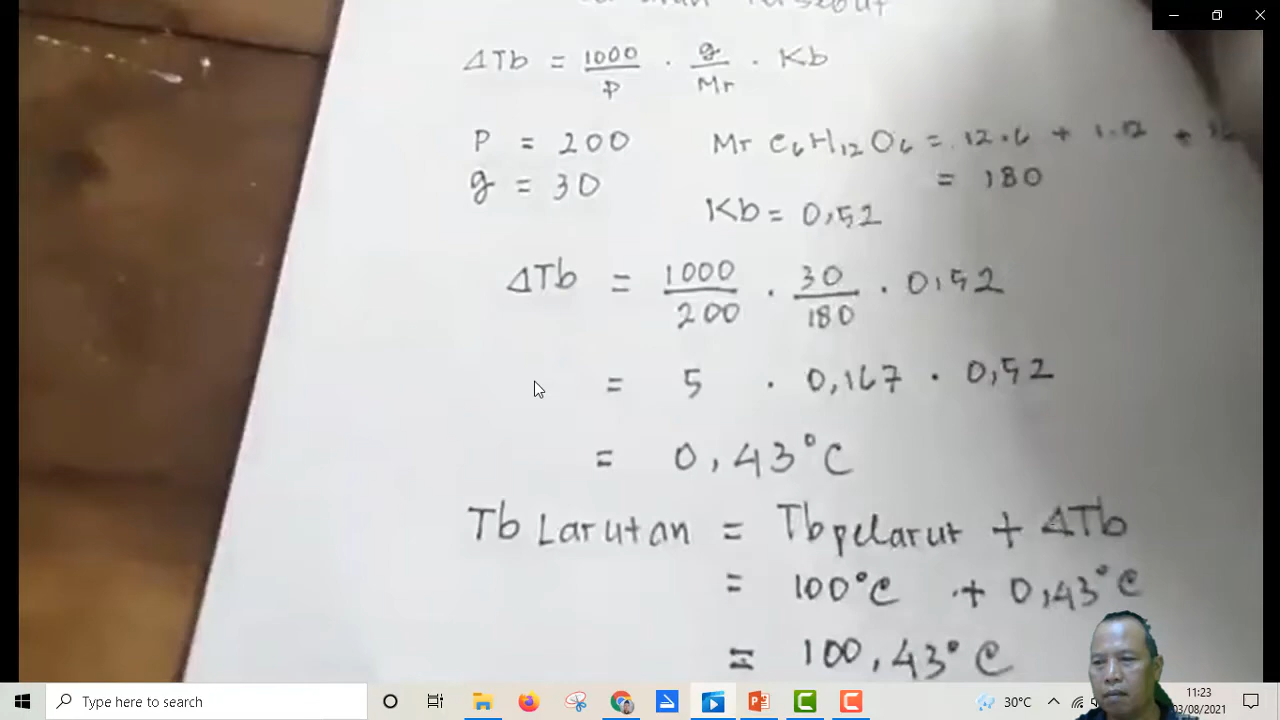 Tersebut
ΔTb = 1000/P . g/Mr . Kb
P = 200 Mr C6H12O6 = 12.6 + 1.12 +
g = 30 = 180
Kb = 0,52
ΔTb = 1000/200 . 30/180 . 0,52
= 5 . 0,167 . 0,52
= 0,43°C
Tb Larutan = Tb pelarut + ΔTb
= 100°C + 0,43°C
= 100,43°C
Type here to search
30°C
11:23
03/08/2021